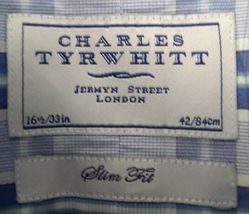 CHARLES
TYRWHITT
JERMYN STREET
LONDON
16½/33in 42/84cm
Slim Fit